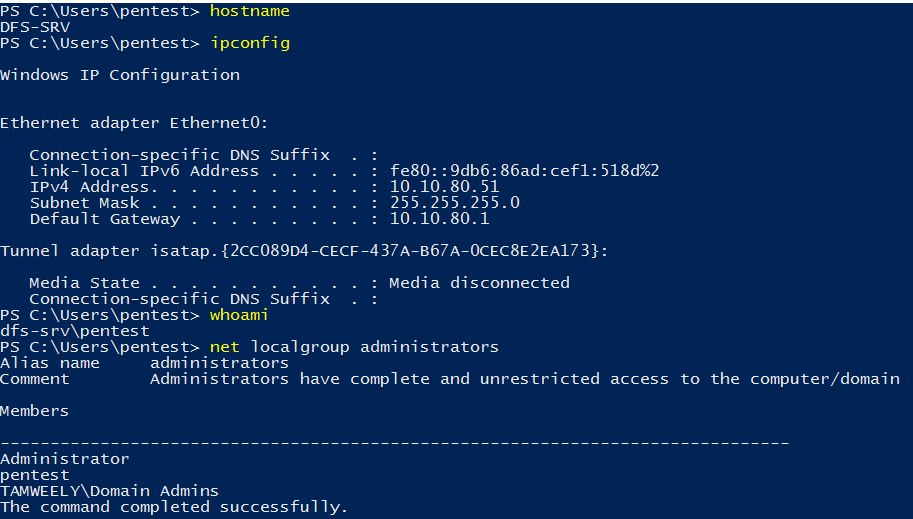 PS C:\Users\pentest> hostname
DFS-SRV
PS C:\Users\pentest> ipconfig
Windows IP Configuration
Ethernet adapter Ethernet0:
Connection-specific DNS Suffix  . :
Link-local IPv6 Address . . . . . : fe80::9db6:86ad:cef1:518d%2
IPv4 Address. . . . . . . . . . . : 10.10.80.51
Subnet Mask . . . . . . . . . . . : 255.255.255.0
Default Gateway . . . . . . . . . : 10.10.80.1
Tunnel adapter isatap.{2CC089D4-CECF-437A-B67A-0CEC8E2EA173}:
Media State . . . . . . . . . . . : Media disconnected
Connection-specific DNS Suffix  . :
PS C:\Users\pentest> whoami
dfs-srv\pentest
PS C:\Users\pentest> net localgroup administrators
Alias name     administrators
Comment        Administrators have complete and unrestricted access to the computer/domain
Members
-------------------------------------------------------------------------------
Administrator
pentest
TAMWEELY\Domain Admins
The command completed successfully.